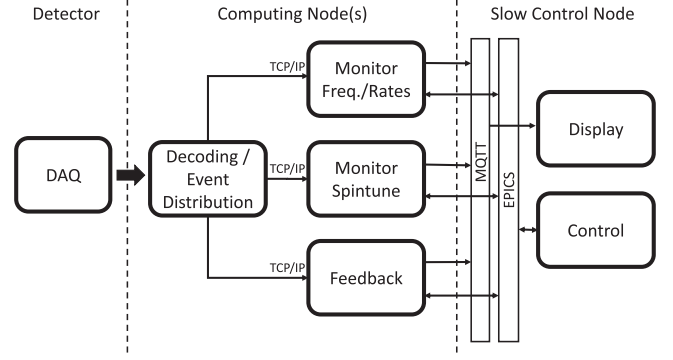 Detector
Computing Node(s)
Slow Control Node
DAQ
Decoding /
Event
Distribution
TCP/IP
Monitor
Freq./Rates
TCP/IP
Monitor
Spintune
TCP/IP
Feedback
MQTT
EPICS
Display
Control